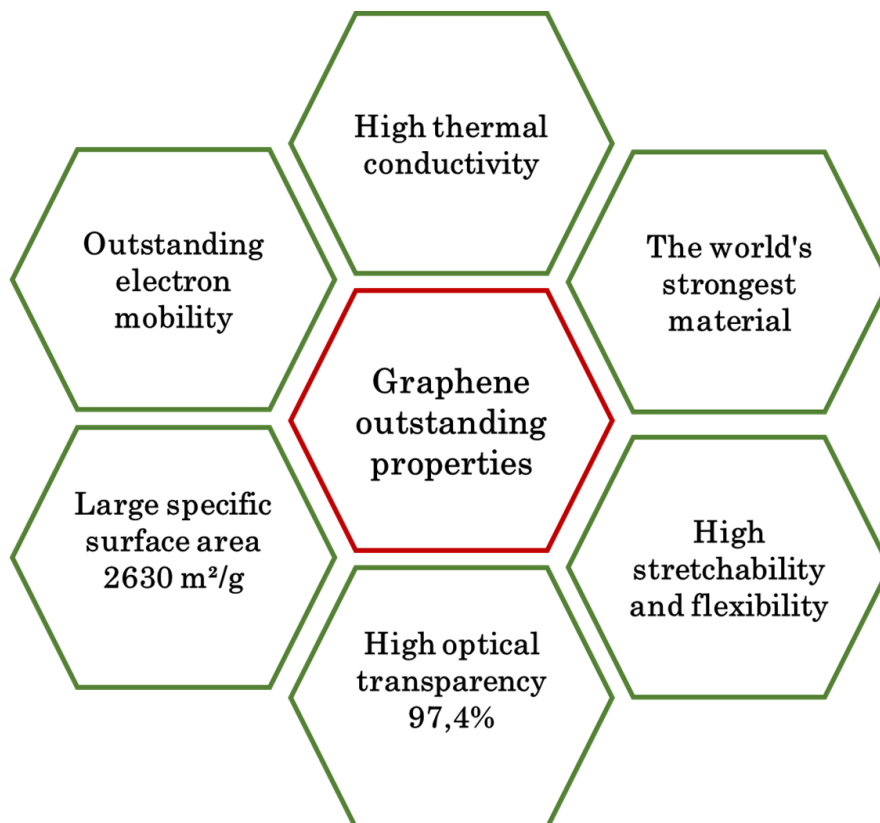 High thermal
conductivity
Outstanding
electron
mobility
The world's
strongest
material
Graphene
outstanding
properties
Large specific
surface area
2630 m²/g
High
stretchability
and flexibility
High optical
transparency
97,4%